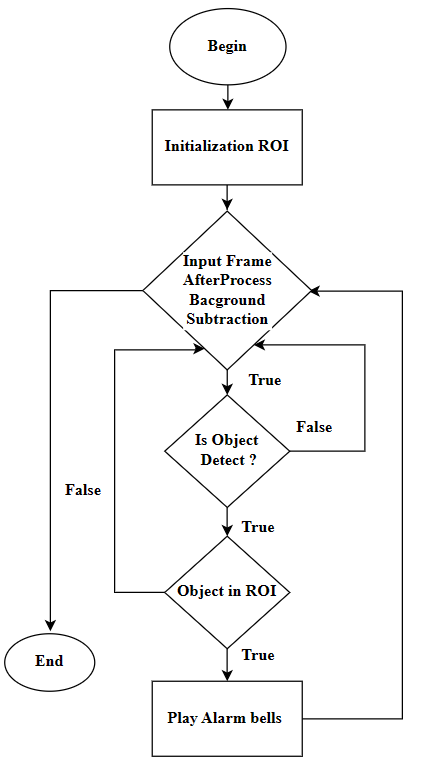 Begin
Initialization ROI
Input Frame
AfterProcess
Bacground
Subtraction
True
False
Is Object
Detect ?
False
True
Object in ROI
True
End
Play Alarm bells